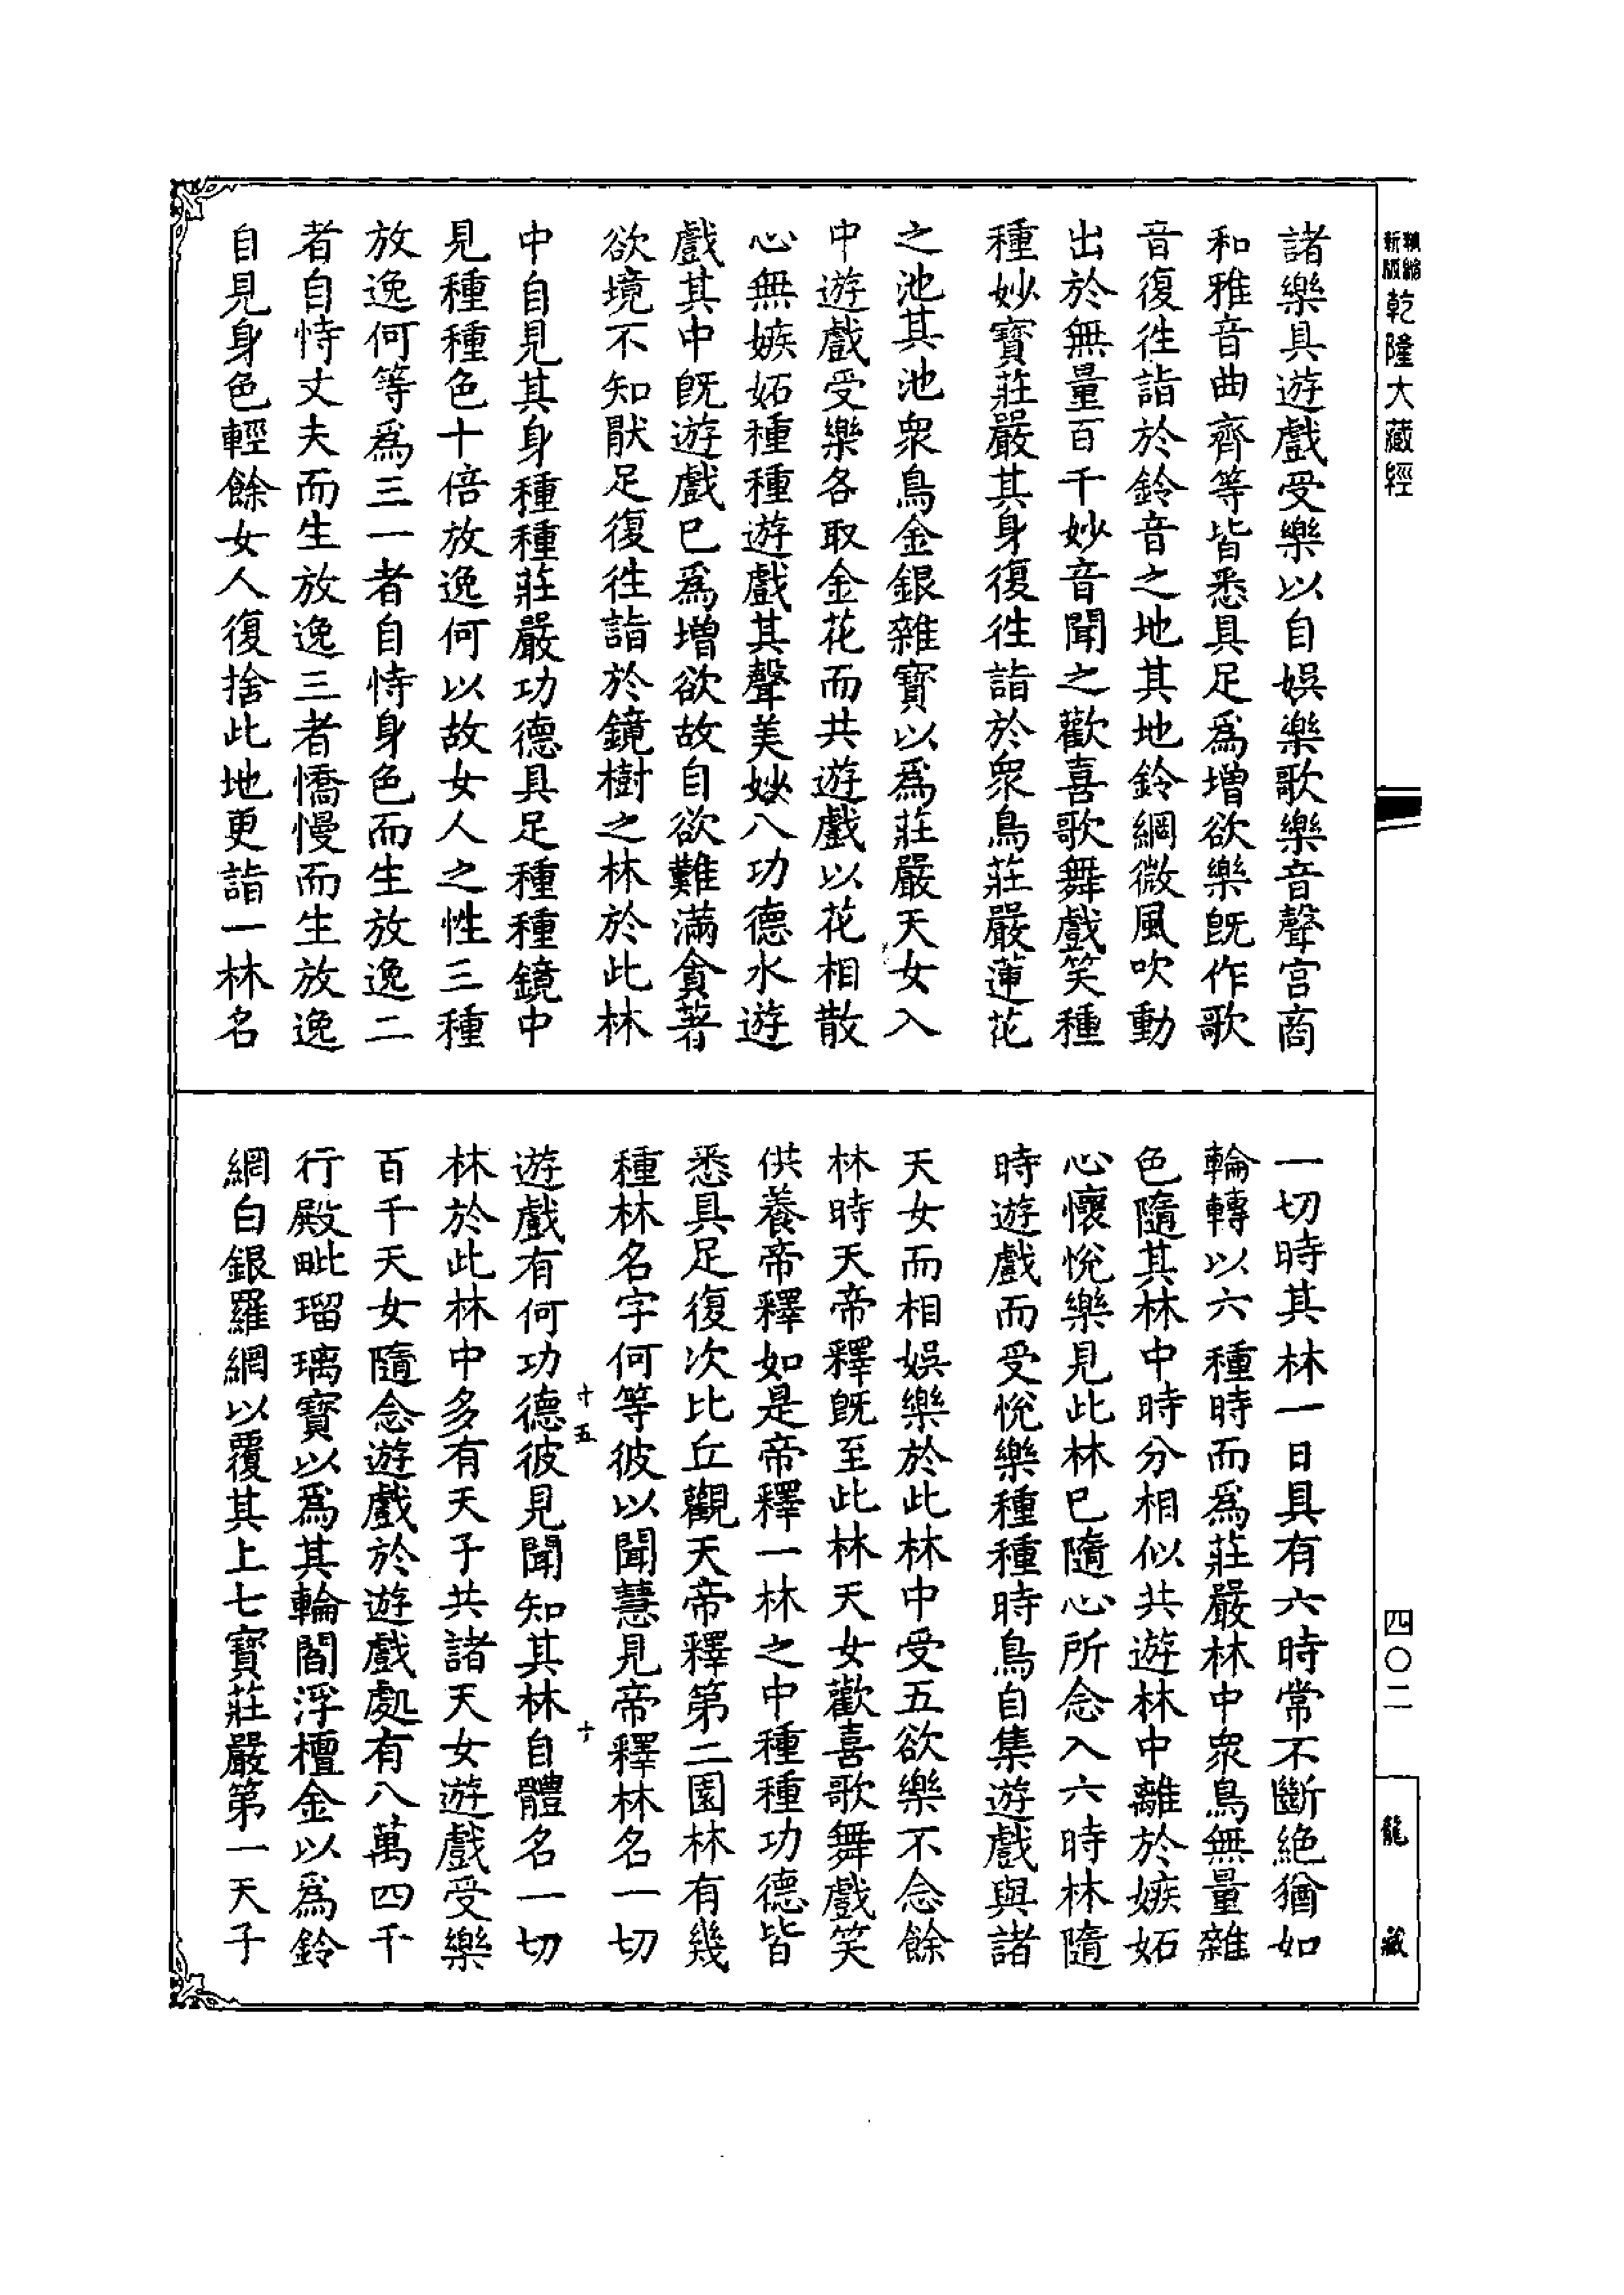 新版
精縮
乾隆大藏經
四〇二
龍藏
諸樂具遊戲受樂以自娛樂歌樂音聲宮商
和雅音曲齊等皆悉具足爲增欲樂旣作歌
音復徃詣於鈴音之地其地鈴網微風吹動
出於無量百千妙音聞之歡喜歌舞戲笑種
種妙寶莊嚴其身復徃詣於衆鳥莊嚴蓮花
之池其池衆鳥金銀雜寶以爲莊嚴天女入
中遊戲受樂各取金花而共遊戲以花相散
心無嫉妬種種遊戲其聲美妙八功德水遊
戲其中旣遊戲已爲增欲故自欲難滿貪著
欲境不知猒足復徃詣於鏡樹之林於此林
中自見其身種種莊嚴功德具足種種鏡中
見種種色十倍放逸何以故女人之性三種
放逸何等爲三一者自恃身色而生放逸二
者自恃丈夫而生放逸三者憍慢而生放逸
自見身色輕餘女人復捨此地更詣一林名
一切時其林一日具有六時常不斷絶猶如
輪轉以六種時而爲莊嚴林中衆鳥無量雜
色隨其林中時分相似共遊林中離於嫉妬
心懷悅樂見此林已隨心所念入六時林隨
時遊戲而受悅樂種種時鳥自集遊戲與諸
天女而相娛樂於此林中受五欲樂不念餘
林時天帝釋旣至此林天女歡喜歌舞戲笑
供養帝釋如是帝釋一林之中種種功德皆
悉具足復次比丘觀天帝釋第二園林有幾
種林名字何等彼以聞慧見帝釋林名一切
十五
十
遊戲有何功德彼見聞知其林自體名一切
林於此林中多有天子共諸天女遊戲受樂
百千天女隨念遊戲於遊戲處有八萬四千
行殿毗瑠璃寶以爲其輪閻浮檀金以爲鈴
網白銀羅網以覆其上七寶莊嚴第一天子